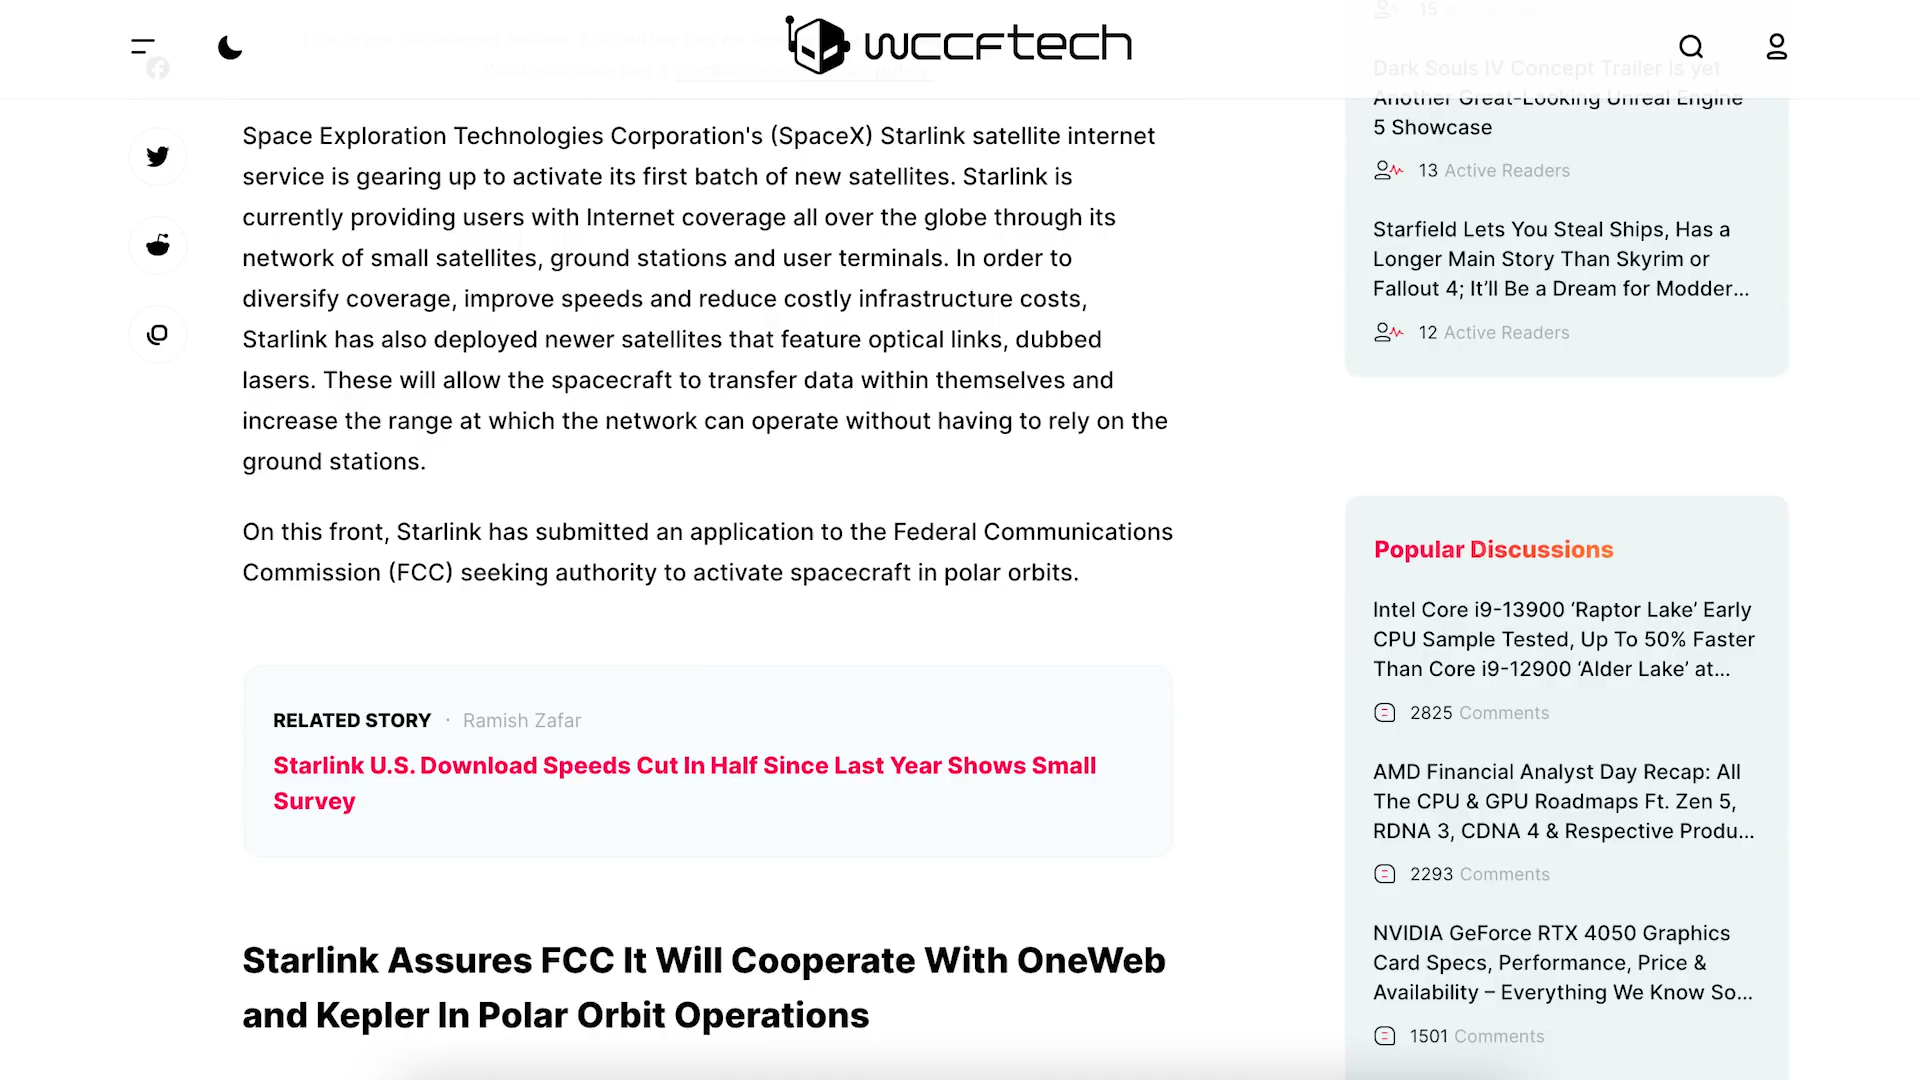 wccftech
Space Exploration Technologies Corporation's (SpaceX) Starlink satellite internet
service is gearing up to activate its first batch of new satellites. Starlink is
currently providing users with Internet coverage all over the globe through its
network of small satellites, ground stations and user terminals. In order to
diversify coverage, improve speeds and reduce costly infrastructure costs,
Starlink has also deployed newer satellites that feature optical links, dubbed
lasers. These will allow the spacecraft to transfer data within themselves and
increase the range at which the network can operate without having to rely on the
ground stations.
On this front, Starlink has submitted an application to the Federal Communications
Commission (FCC) seeking authority to activate spacecraft in polar orbits.
RELATED STORY · Ramish Zafar
Starlink U.S. Download Speeds Cut In Half Since Last Year Shows Small
Survey
Starlink Assures FCC It Will Cooperate With OneWeb
and Kepler In Polar Orbit Operations
15
Dark Souls IV Concept Trailer Is yet
Another Great-Looking Unreal Engine
5 Showcase
13 Active Readers
Starfield Lets You Steal Ships, Has a
Longer Main Story Than Skyrim or
Fallout 4; It'll Be a Dream for Modder...
12 Active Readers
Popular Discussions
Intel Core i9-13900 ‘Raptor Lake’ Early
CPU Sample Tested, Up To 50% Faster
Than Core i9-12900 ‘Alder Lake’ at...
2825 Comments
AMD Financial Analyst Day Recap: All
The CPU & GPU Roadmaps Ft. Zen 5,
RDNA 3, CDNA 4 & Respective Produ...
2293 Comments
NVIDIA GeForce RTX 4050 Graphics
Card Specs, Performance, Price &
Availability – Everything We Know So...
1501 Comments